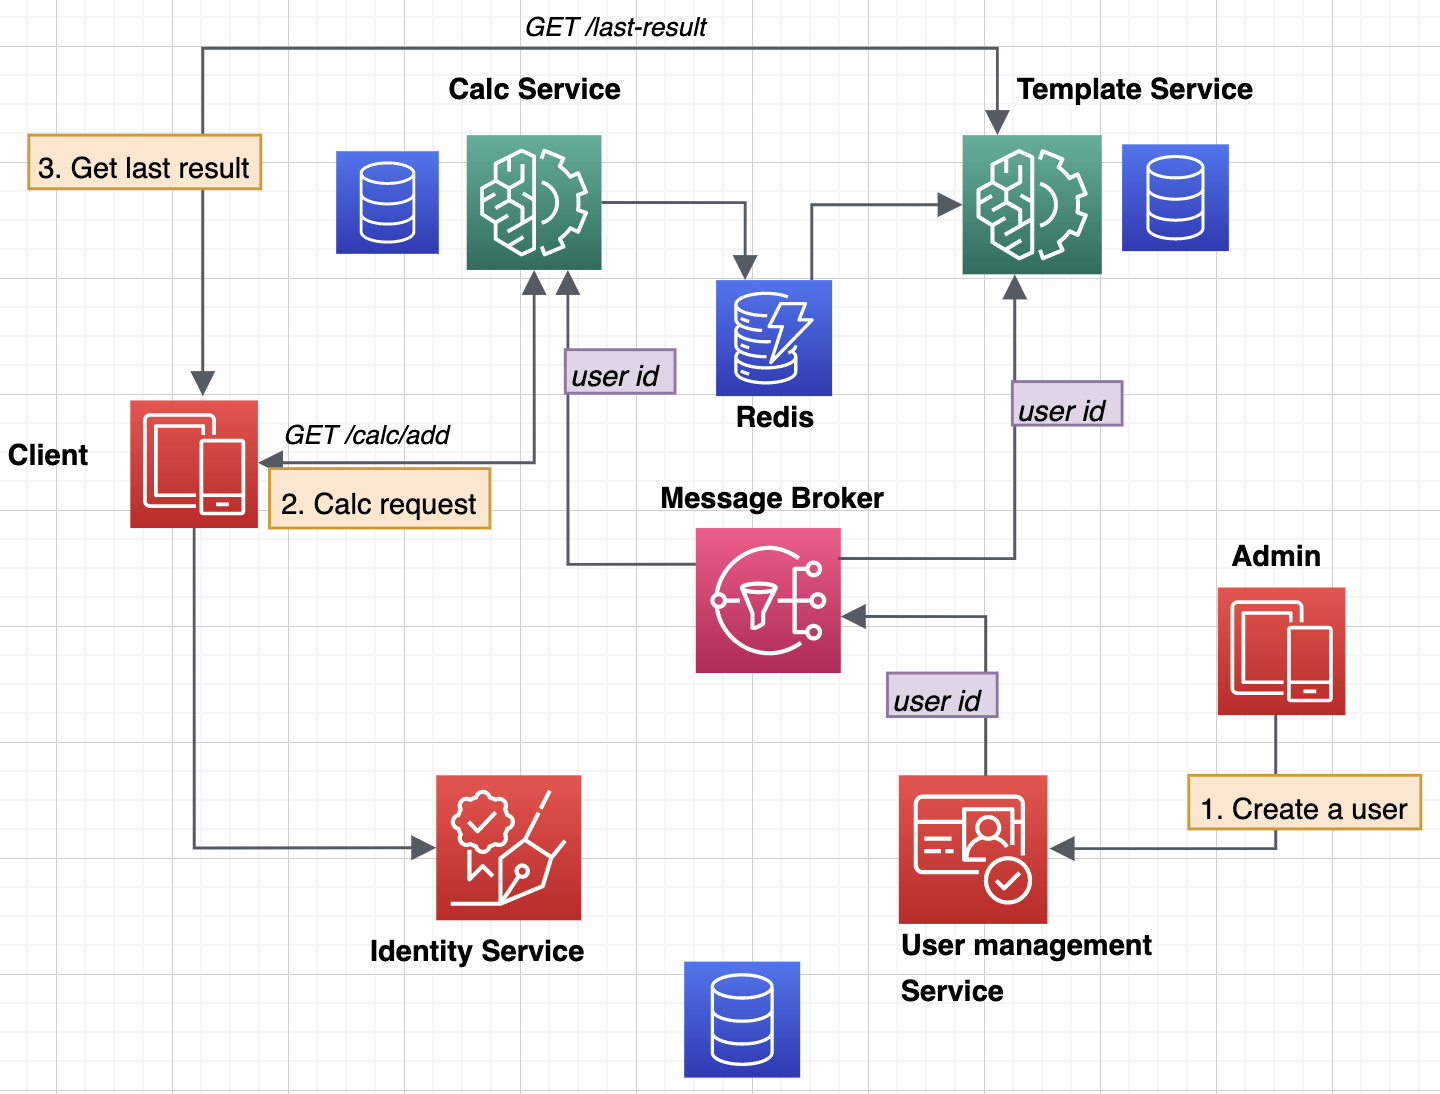 GET /last-result
Calc Service
Template Service
3. Get last result
user id
Redis
user id
GET /calc/add
Client
2. Calc request
Message Broker
Admin
user id
1. Create a user
Identity Service
User management
Service